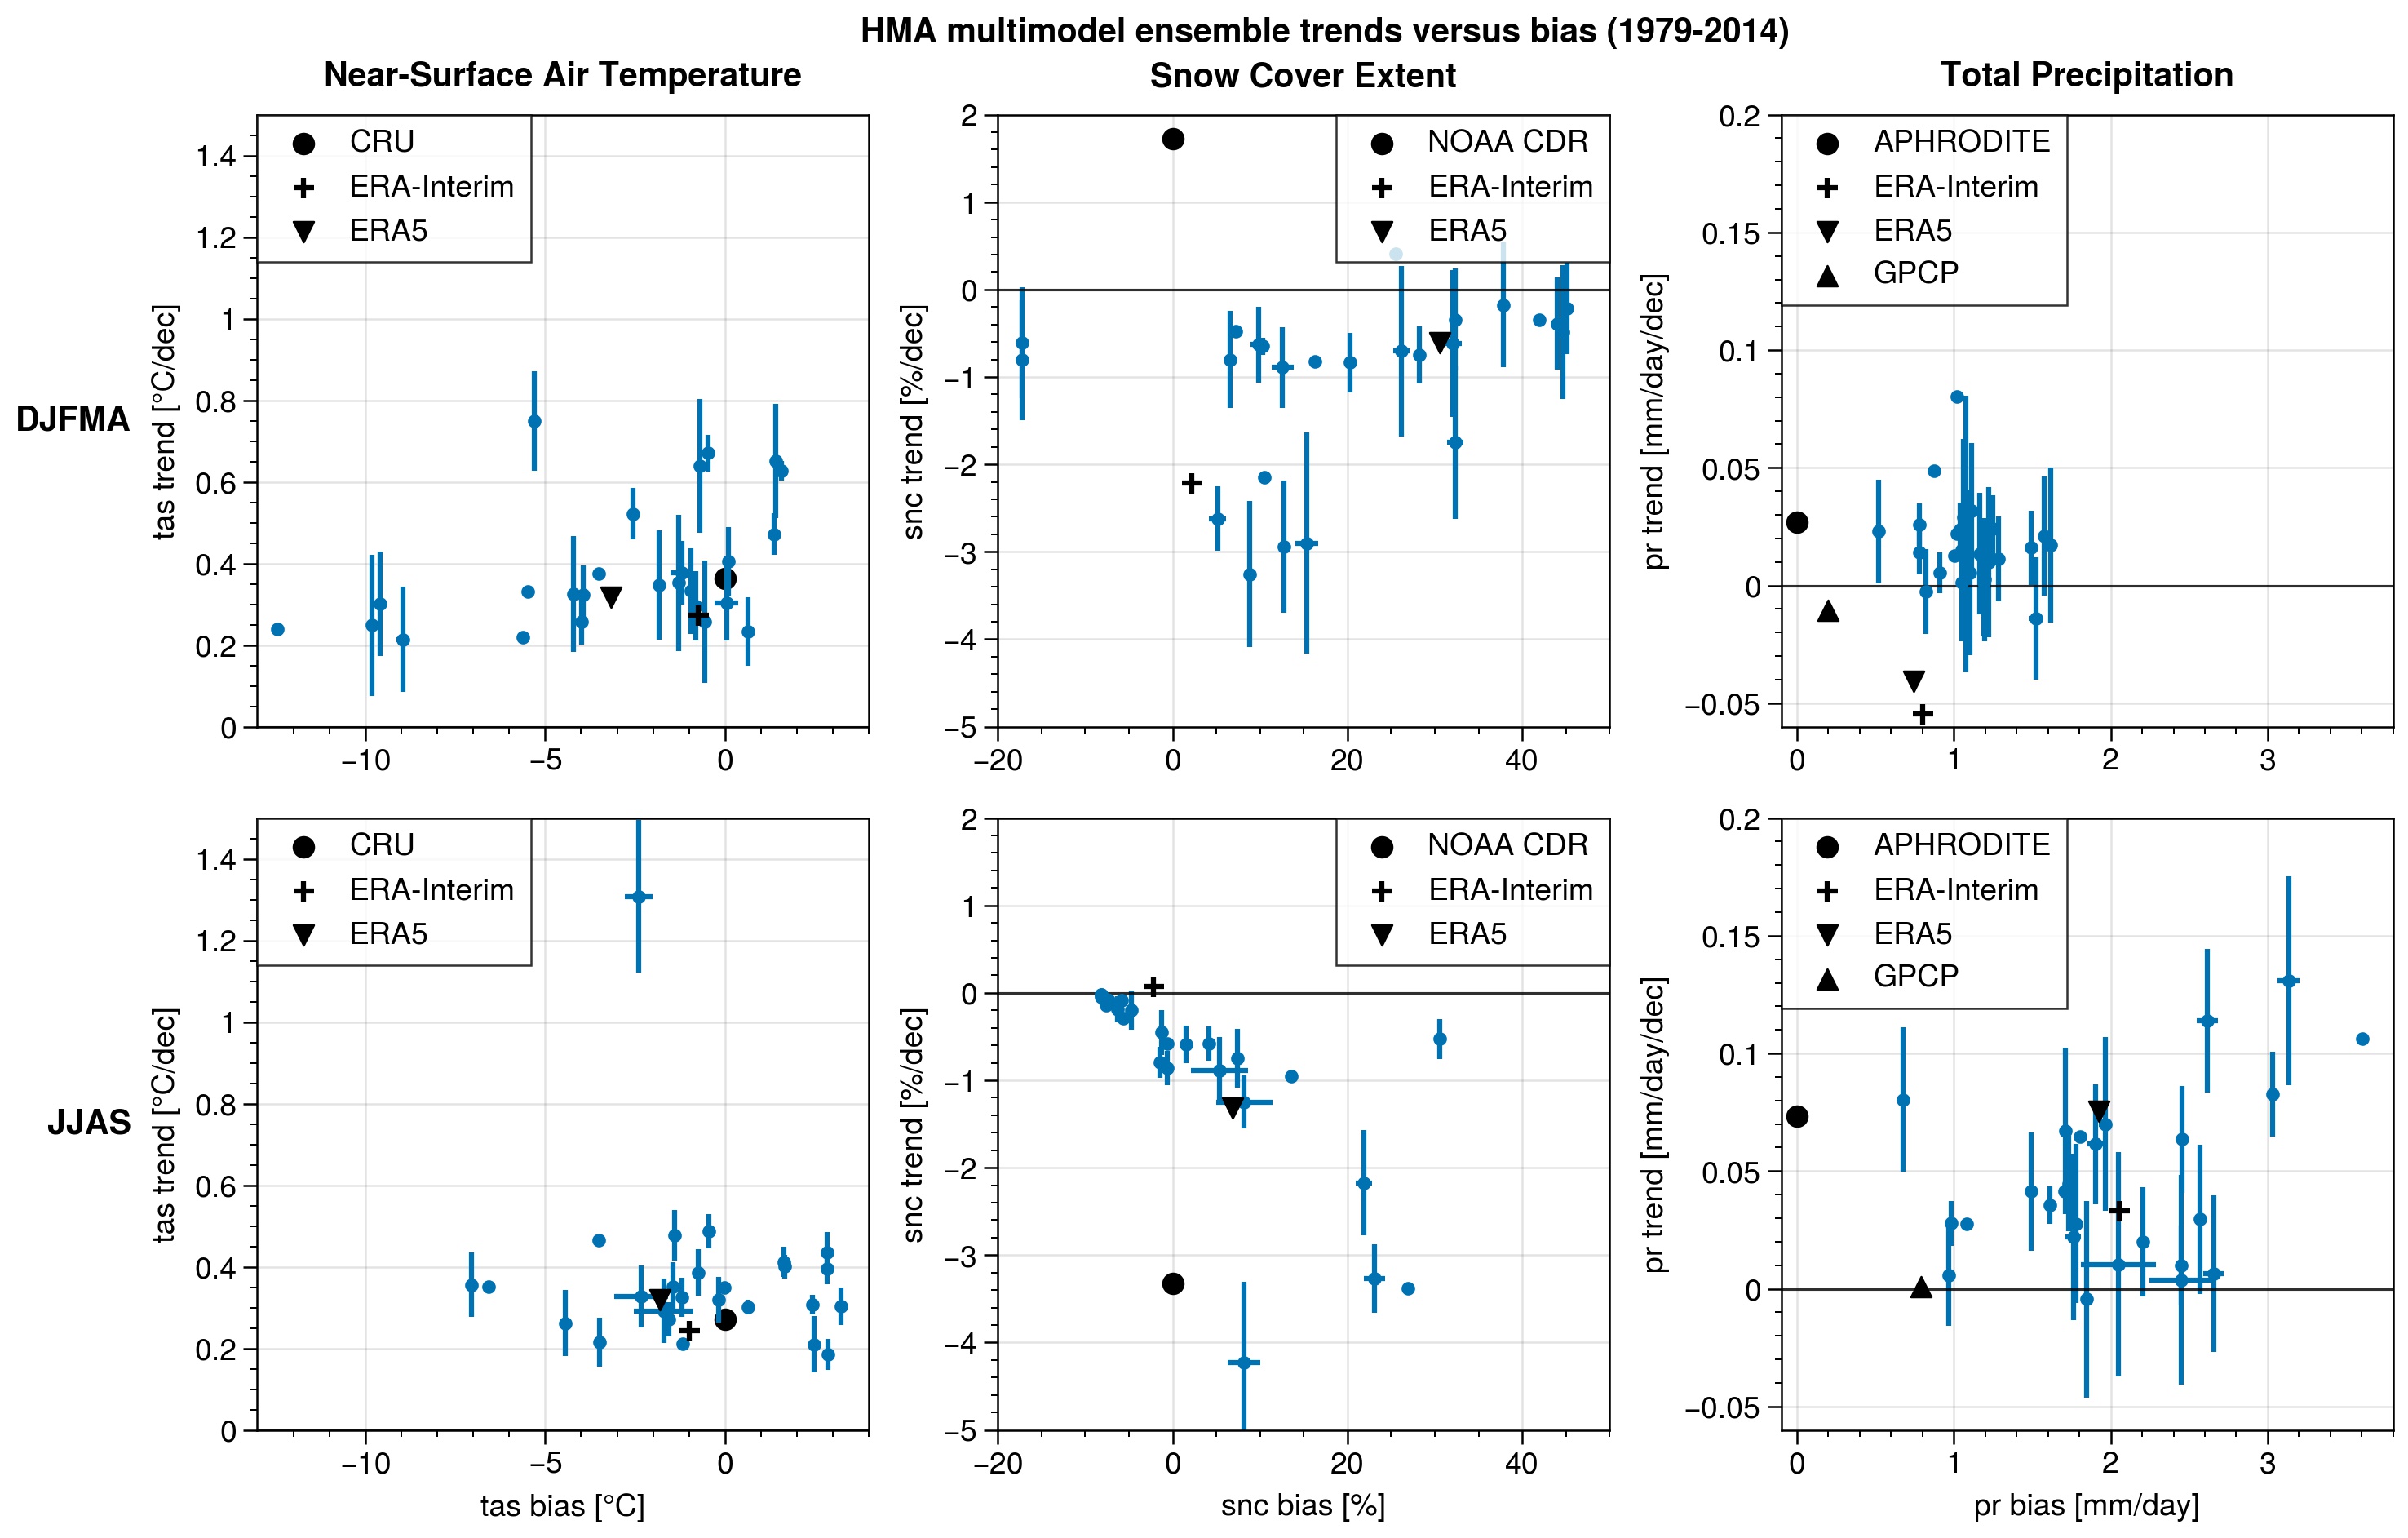 HMA multimodel ensemble trends versus bias (1979-2014)
Near-Surface Air Temperature
Snow Cover Extent
Total Precipitation
DJFMA
tas trend [°C/dec]
1.4
1.2
1
0.8
0.6
0.4
0.2
0
−10
−5
0
CRU
ERA-Interim
ERA5
snc trend [%/dec]
2
1
0
−1
−2
−3
−4
−5
−20
0
20
40
NOAA CDR
ERA-Interim
ERA5
pr trend [mm/day/dec]
0.2
0.15
0.1
0.05
0
−0.05
0
1
2
3
APHRODITE
ERA-Interim
ERA5
GPCP
JJAS
tas trend [°C/dec]
1.4
1.2
1
0.8
0.6
0.4
0.2
0
−10
−5
0
tas bias [°C]
CRU
ERA-Interim
ERA5
snc trend [%/dec]
2
1
0
−1
−2
−3
−4
−5
−20
0
20
40
snc bias [%]
NOAA CDR
ERA-Interim
ERA5
pr trend [mm/day/dec]
0.2
0.15
0.1
0.05
0
−0.05
0
1
2
3
pr bias [mm/day]
APHRODITE
ERA-Interim
ERA5
GPCP